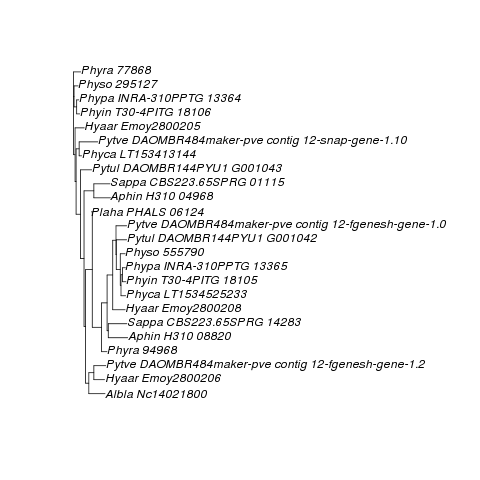 Phyra 77868
Physo 295127
Phypa INRA-310PPTG 13364
Phyin T30-4PITG 18106
Hyaar Emoy2800205
Pytve DAOMBR484maker-pve contig 12-snap-gene-1.10
Phyca LT153413144
Pytul DAOMBR144PYU1 G001043
Sappa CBS223.65SPRG 01115
Aphin H310 04968
Plaha PHALS 06124
Pytve DAOMBR484maker-pve contig 12-fgenesh-gene-1.0
Pytul DAOMBR144PYU1 G001042
Physo 555790
Phypa INRA-310PPTG 13365
Phyin T30-4PITG 18105
Phyca LT1534525233
Hyaar Emoy2800208
Sappa CBS223.65SPRG 14283
Aphin H310 08820
Phyra 94968
Pytve DAOMBR484maker-pve contig 12-fgenesh-gene-1.2
Hyaar Emoy2800206
Albla Nc14021800